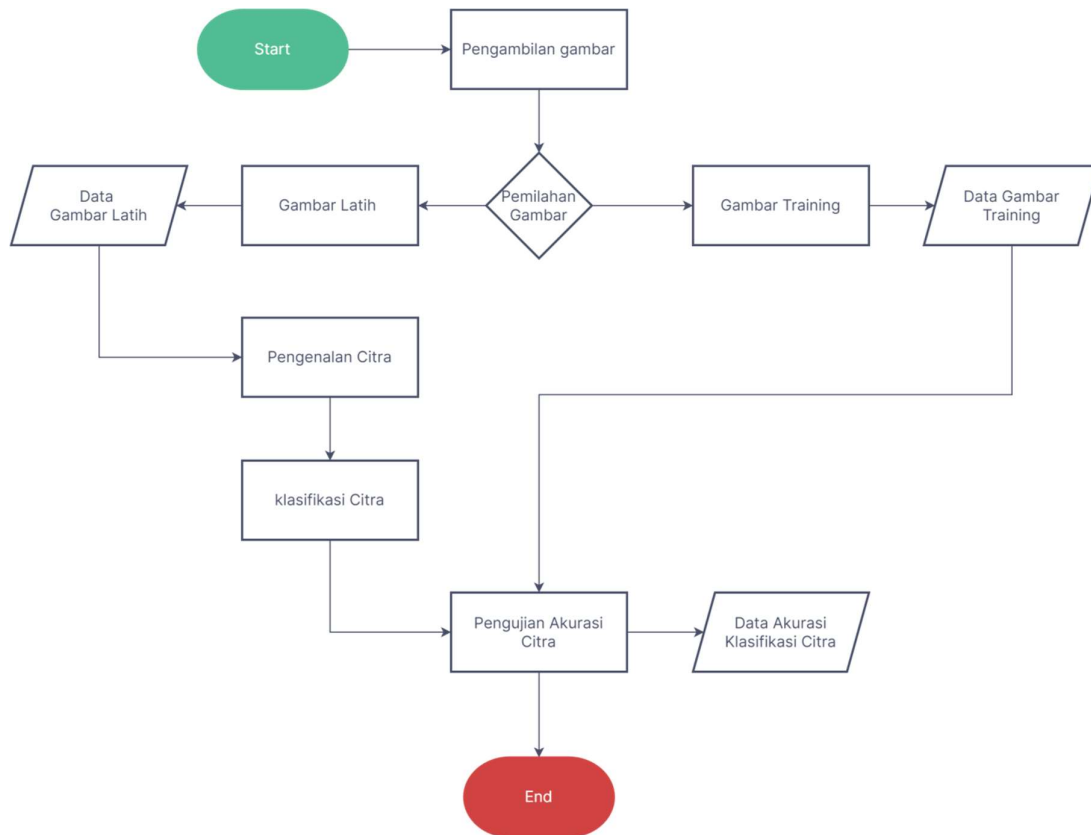 Start
Pengambilan gambar
Data
Gambar Latih
Gambar Latih
Pemilahan
Gambar
Gambar Training
Data Gambar
Training
Pengenalan Citra
klasifikasi Citra
Pengujian Akurasi
Citra
Data Akurasi
Klasifikasi Citra
End